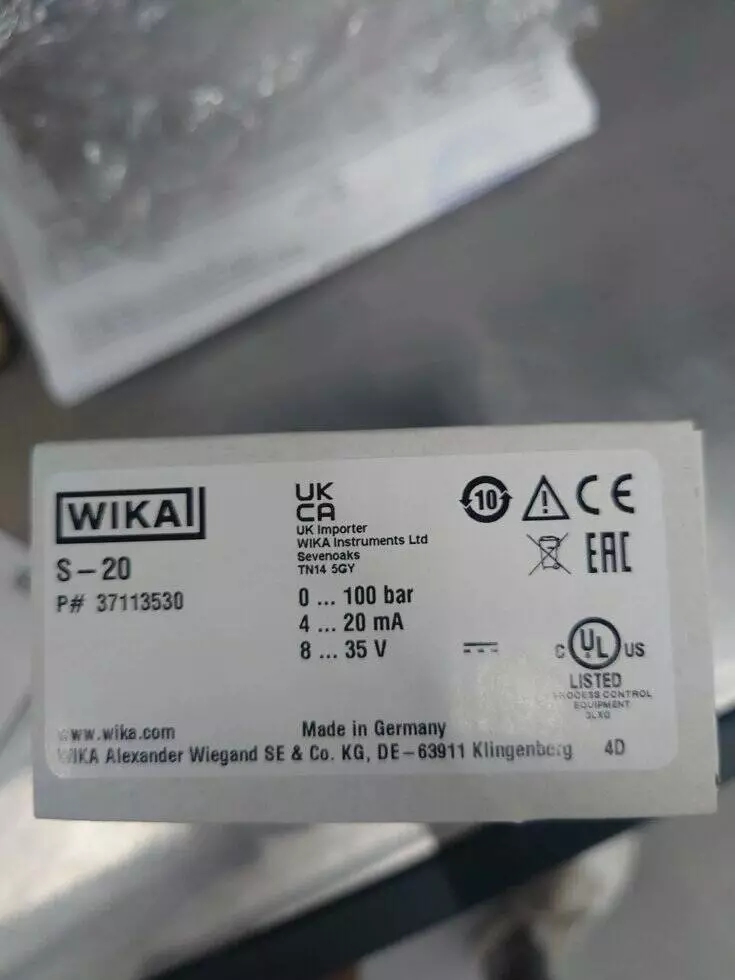 WIKA
S-20
P# 37113530
UK
CA
UK Importer
WIKA Instruments Ltd
Sevenoaks
TN14 5GY
0 ... 100 bar
4 ... 20 mA
8 ... 35 V
10
CE
EAC
C UL US
LISTED
PROCESS CONTROL
EQUIPMENT
www.wika.com
Made in Germany
WIKA Alexander Wiegand SE & Co. KG, DE-63911 Klingenberg 4D